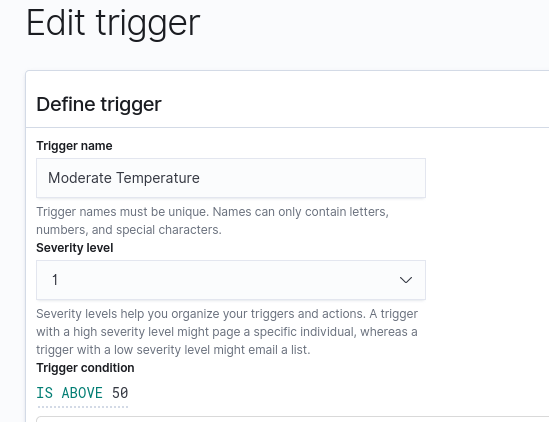 Edit trigger
Define trigger
Trigger name
Moderate Temperature
Trigger names must be unique. Names can only contain letters,
numbers, and special characters.
Severity level
1
Severity levels help you organize your triggers and actions. A trigger
with a high severity level might page a specific individual, whereas a
trigger with a low severity level might email a list.
Trigger condition
IS ABOVE 50